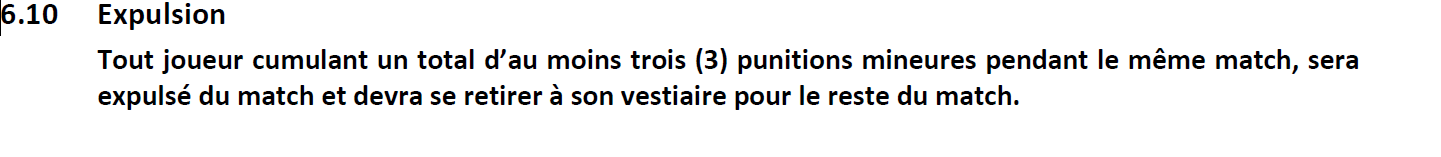 6.10 Expulsion
Tout joueur cumulant un total d’au moins trois (3) punitions mineures pendant le même match, sera
expulsé du match et devra se retirer à son vestiaire pour le reste du match.